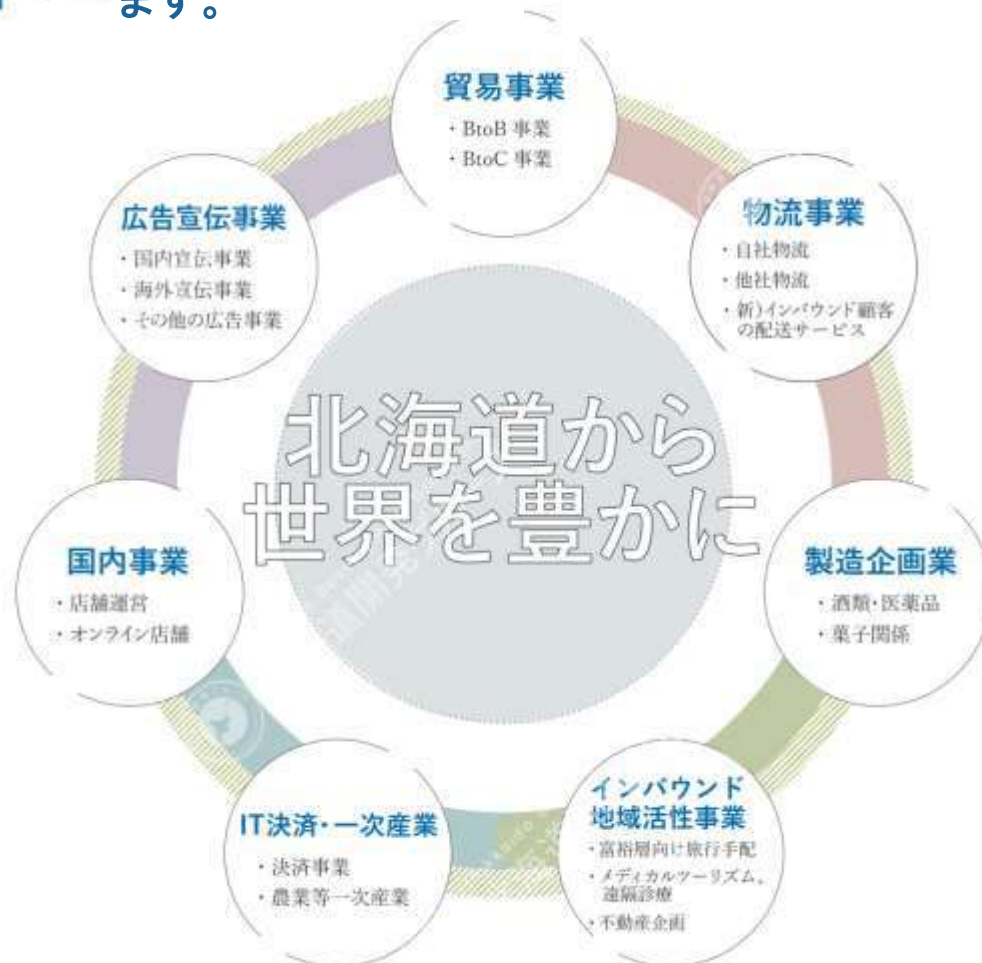 ます。
貿易事業
・BtoB 事業
・BtoC 事業
広告宣伝事業
・国内宣伝事業
・海外宣伝事業
・その他の広告事業
物流事業
・自社物流
・他社物流
・新)インバウンド顧客
の配送サービス
北海道から
世界を豊かに
国内事業
・店舗運営
・オンライン店舗
製造企画業
・酒類・医薬品
・菓子関係
IT決済・一次産業
・決済事業
・農業等一次産業
インバウンド
地域活性事業
・富裕層向け旅行手配
・メディカルツーリズム、
遠隔診療
・不動産企画